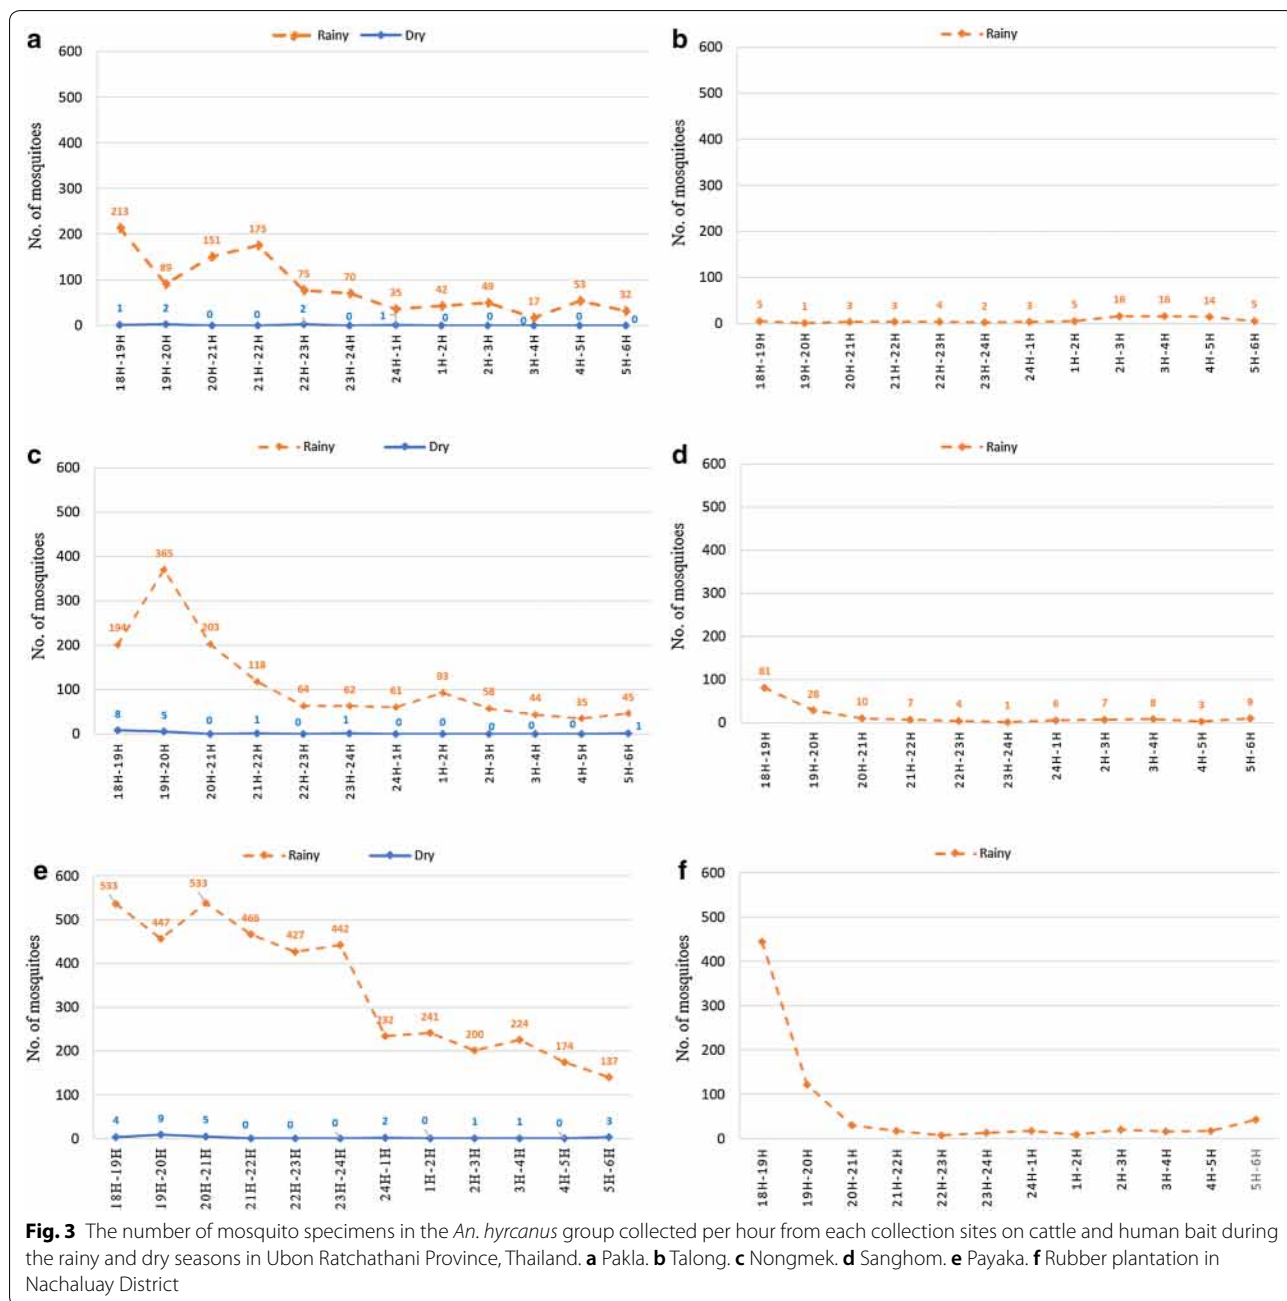 a
Rainy
Dry
600
500
400
300
200
100
0
No. of mosquitoes
213
89
151
175
75
70
35
42
49
17
53
32
1
2
0
0
2
0
1
0
0
0
0
0
18H-19H
19H-20H
20H-21H
21H-22H
22H-23H
23H-24H
24H-1H
1H-2H
2H-3H
3H-4H
4H-5H
5H-6H
b
Rainy
600
500
400
300
200
100
0
No. of mosquitoes
5
1
3
3
4
2
3
5
16
16
14
5
18H-19H
19H-20H
20H-21H
21H-22H
22H-23H
23H-24H
24H-1H
1H-2H
2H-3H
3H-4H
4H-5H
5H-6H
c
Rainy
Dry
600
500
400
300
200
100
0
No. of mosquitoes
194
365
203
118
64
62
61
93
58
44
35
45
8
5
0
1
0
1
0
0
0
0
0
1
18H-19H
19H-20H
20H-21H
21H-22H
22H-23H
23H-24H
24H-1H
1H-2H
2H-3H
3H-4H
4H-5H
5H-6H
d
Rainy
600
500
400
300
200
100
0
No. of mosquitoes
81
28
10
7
4
1
6
7
8
3
9
18H-19H
19H-20H
20H-21H
21H-22H
22H-23H
23H-24H
24H-1H
2H-3H
3H-4H
4H-5H
5H-6H
e
Rainy
Dry
600
500
400
300
200
100
0
No. of mosquitoes
533
447
533
466
427
442
232
241
200
224
174
137
4
9
5
0
0
0
2
0
1
1
0
3
18H-19H
19H-20H
20H-21H
21H-22H
22H-23H
23H-24H
24H-1H
1H-2H
2H-3H
3H-4H
4H-5H
5H-6H
f
Rainy
600
500
400
300
200
100
0
No. of mosquitoes
18H-19H
19H-20H
20H-21H
21H-22H
22H-23H
23H-24H
24H-1H
1H-2H
2H-3H
3H-4H
4H-5H
5H-6H
Fig. 3 The number of mosquito specimens in the An. hyrcanus group collected per hour from each collection sites on cattle and human bait during
the rainy and dry seasons in Ubon Ratchathani Province, Thailand. a Pakla. b Talong. c Nongmek. d Sanghom. e Payaka. f Rubber plantation in
Nachaluay District